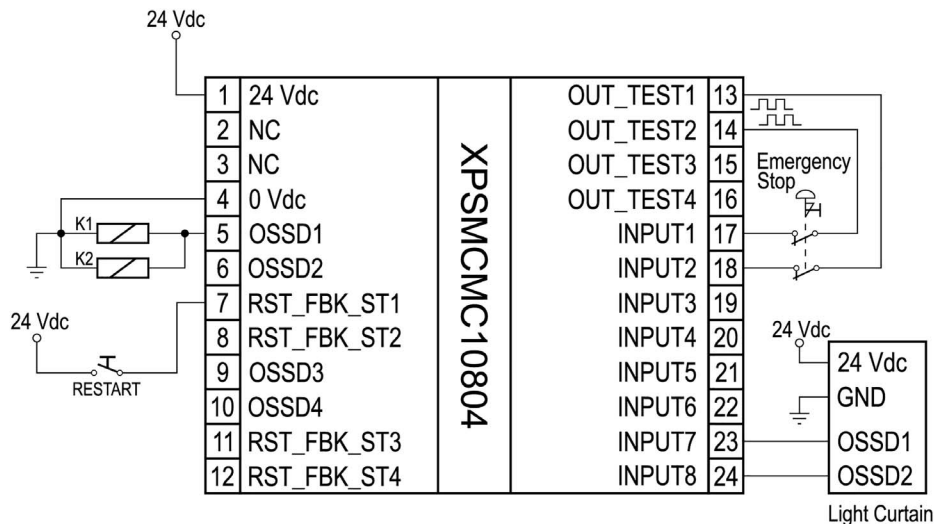 24 Vdc
1 24 Vdc
2 NC
3 NC
4 0 Vdc
5 OSSD1
6 OSSD2
7 RST_FBK_ST1
8 RST_FBK_ST2
9 OSSD3
10 OSSD4
11 RST_FBK_ST3
12 RST_FBK_ST4
K1
K2
24 Vdc
RESTART
XPSMCMC10804
OUT_TEST1 13
OUT_TEST2 14
OUT_TEST3 15
OUT_TEST4 16
INPUT1 17
INPUT2 18
INPUT3 19
INPUT4 20
INPUT5 21
INPUT6 22
INPUT7 23
INPUT8 24
Emergency
Stop
24 Vdc
24 Vdc
GND
OSSD1
OSSD2
Light Curtain